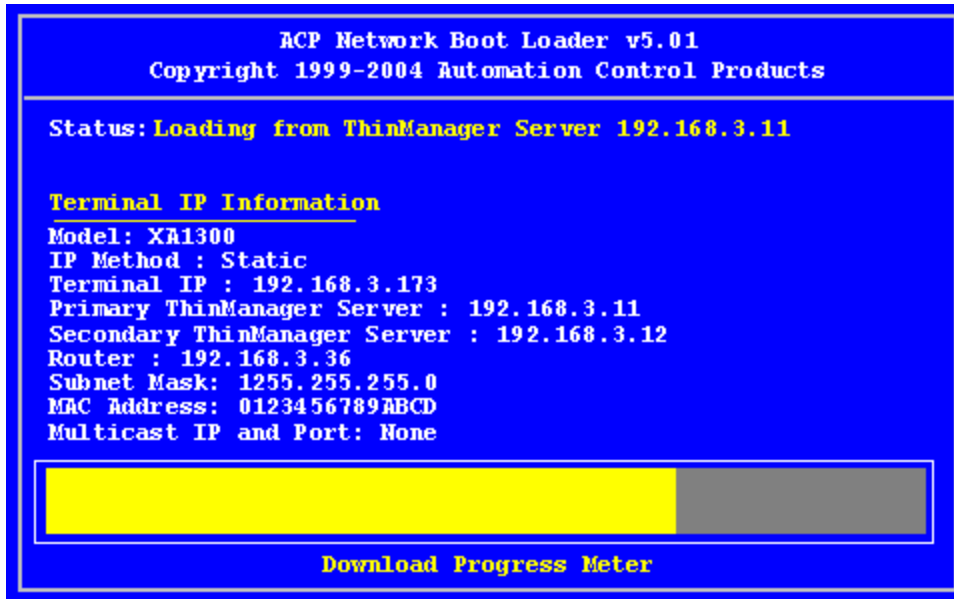 ACP Network Boot Loader v5.01
Copyright 1999-2004 Automation Control Products
Status: Loading from ThinManager Server 192.168.3.11
Terminal IP Information
Model: XA1300
IP Method : Static
Terminal IP : 192.168.3.173
Primary ThinManager Server : 192.168.3.11
Secondary ThinManager Server : 192.168.3.12
Router : 192.168.3.36
Subnet Mask: 1255.255.255.0
MAC Address: 0123456789ABCD
Multicast IP and Port: None
Download Progress Meter